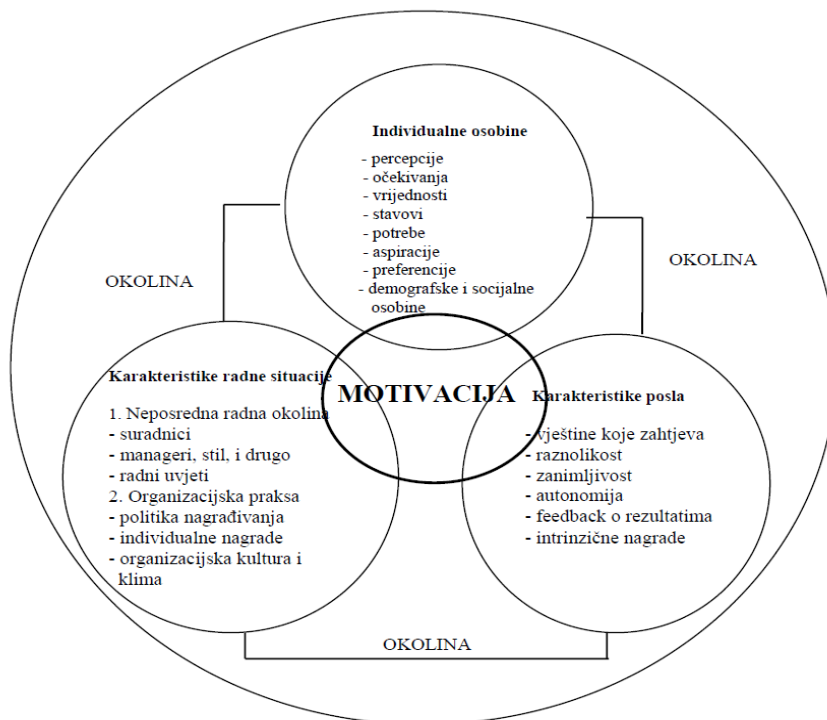 Individualne osobine
- percepcije
- očekivanja
- vrijednosti
- stavovi
- potrebe
- aspiracije
- preferencije
- demografske i socijalne
osobine
OKOLINA
OKOLINA
Karakteristike radne situacije
1. Neposredna radna okolina
- suradnici
- manageri, stil, i drugo
- radni uvjeti
2. Organizacijska praksa
- politika nagrađivanja
- individualne nagrade
- organizacijska kultura i
klima
MOTIVACIJA
Karakteristike posla
- vještine koje zahtjeva
- raznolikost
- zanimljivost
- autonomija
- feedback o rezultatima
- intrinzične nagrade
OKOLINA